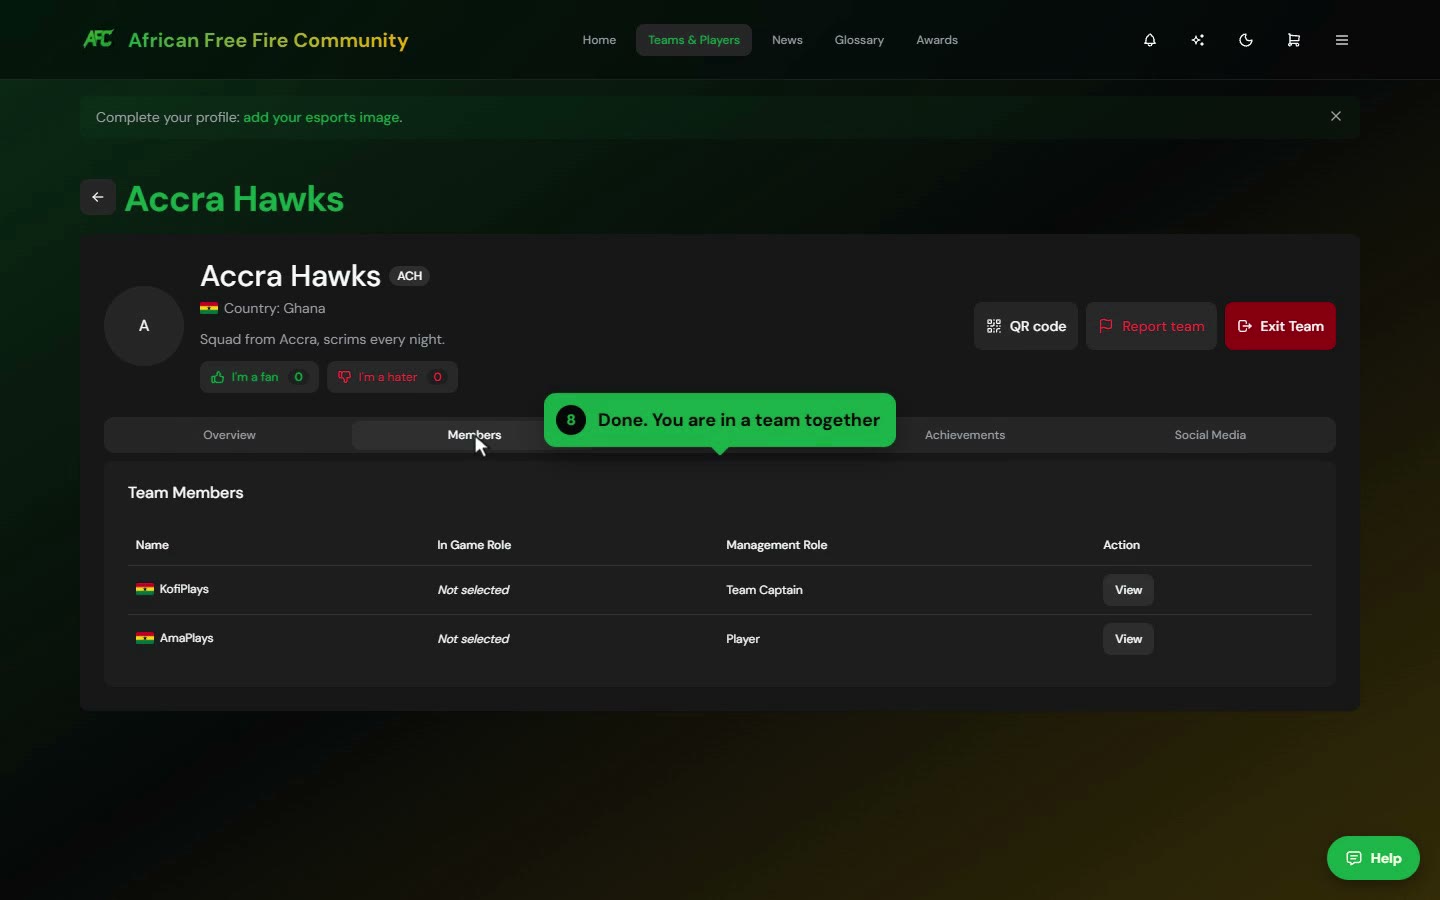 AFC African Free Fire Community
Home Teams & Players News Glossary Awards
Complete your profile: add your esports image.
Accra Hawks
Accra Hawks ACH
Country: Ghana
Squad from Accra, scrims every night.
I'm a fan 0 I'm a hater 0
A
QR code Report team Exit Team
8 Done. You are in a team together
Overview Members Achievements Social Media
Team Members
Name In Game Role Management Role Action
KofiPlays Not selected Team Captain View
AmaPlays Not selected Player View
Help